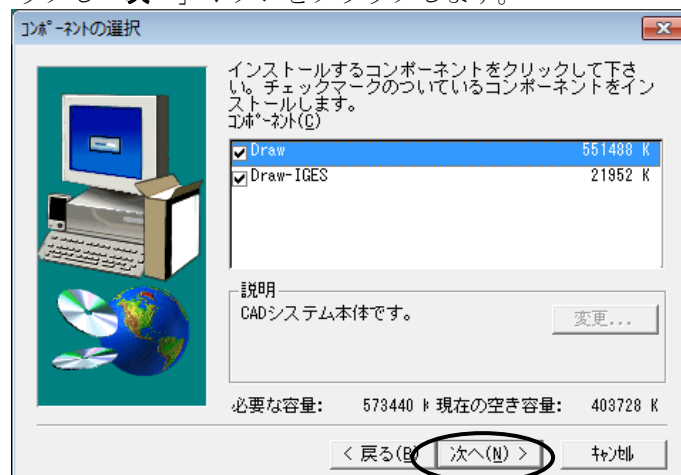 コンポーネントの選択
インストールするコンポーネントをクリックして下さ
い。チェックマークのついているコンポーネントをイン
ストールします。
コンポーネント(C)
Draw 551488 K
Draw-IGES 21952 K
説明
CADシステム本体です。
変更...
必要な容量: 573440 K 現在の空き容量: 403728 K
< 戻る(B) 次へ(N) > キャンセル